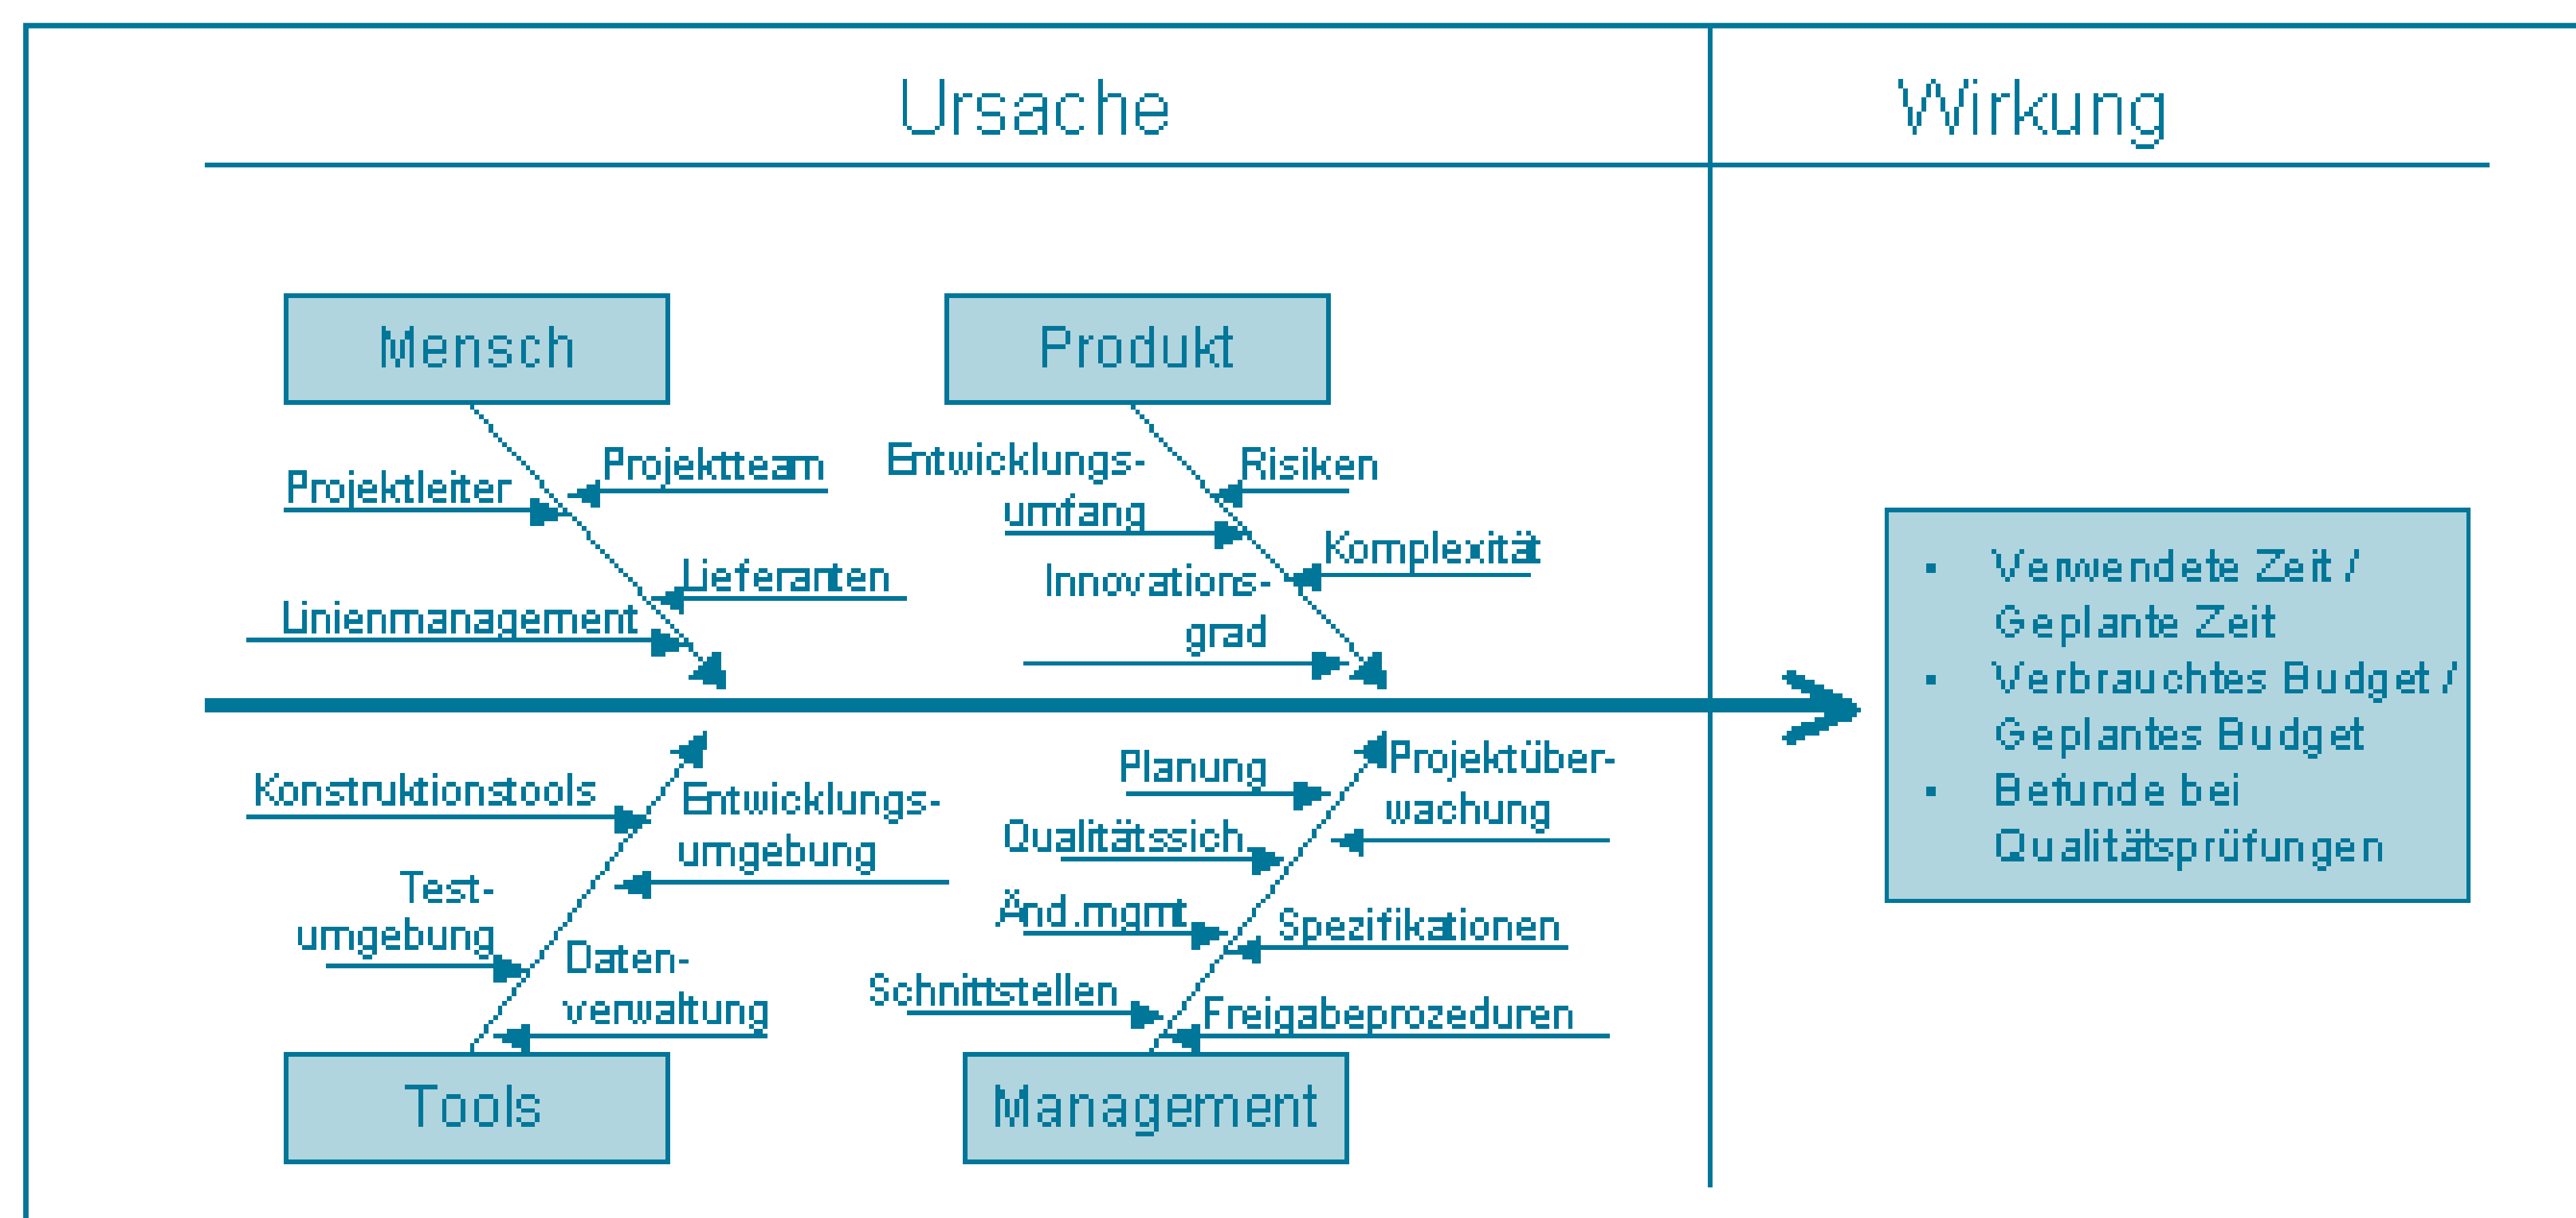 Ursache
Wirkung
Mensch
Produkt
Projektleiter
Projektteam
Lieferanten
Linienmanagement
Entwicklungs-
umfang
Risiken
Komplexität
Innovations-
grad
Verwendete Zeit /
Geplante Zeit
Verbrauchtes Budget /
Geplantes Budget
Befunde bei
Qualitätsprüfungen
Konstruktionstools
Entwicklungs-
umgebung
Test-
umgebung
Daten-
verwaltung
Planung
Projektüber-
wachung
Qualitätssich.
Änd.mgmt
Spezifikationen
Schnittstellen
Freigabeprozeduren
Tools
Management